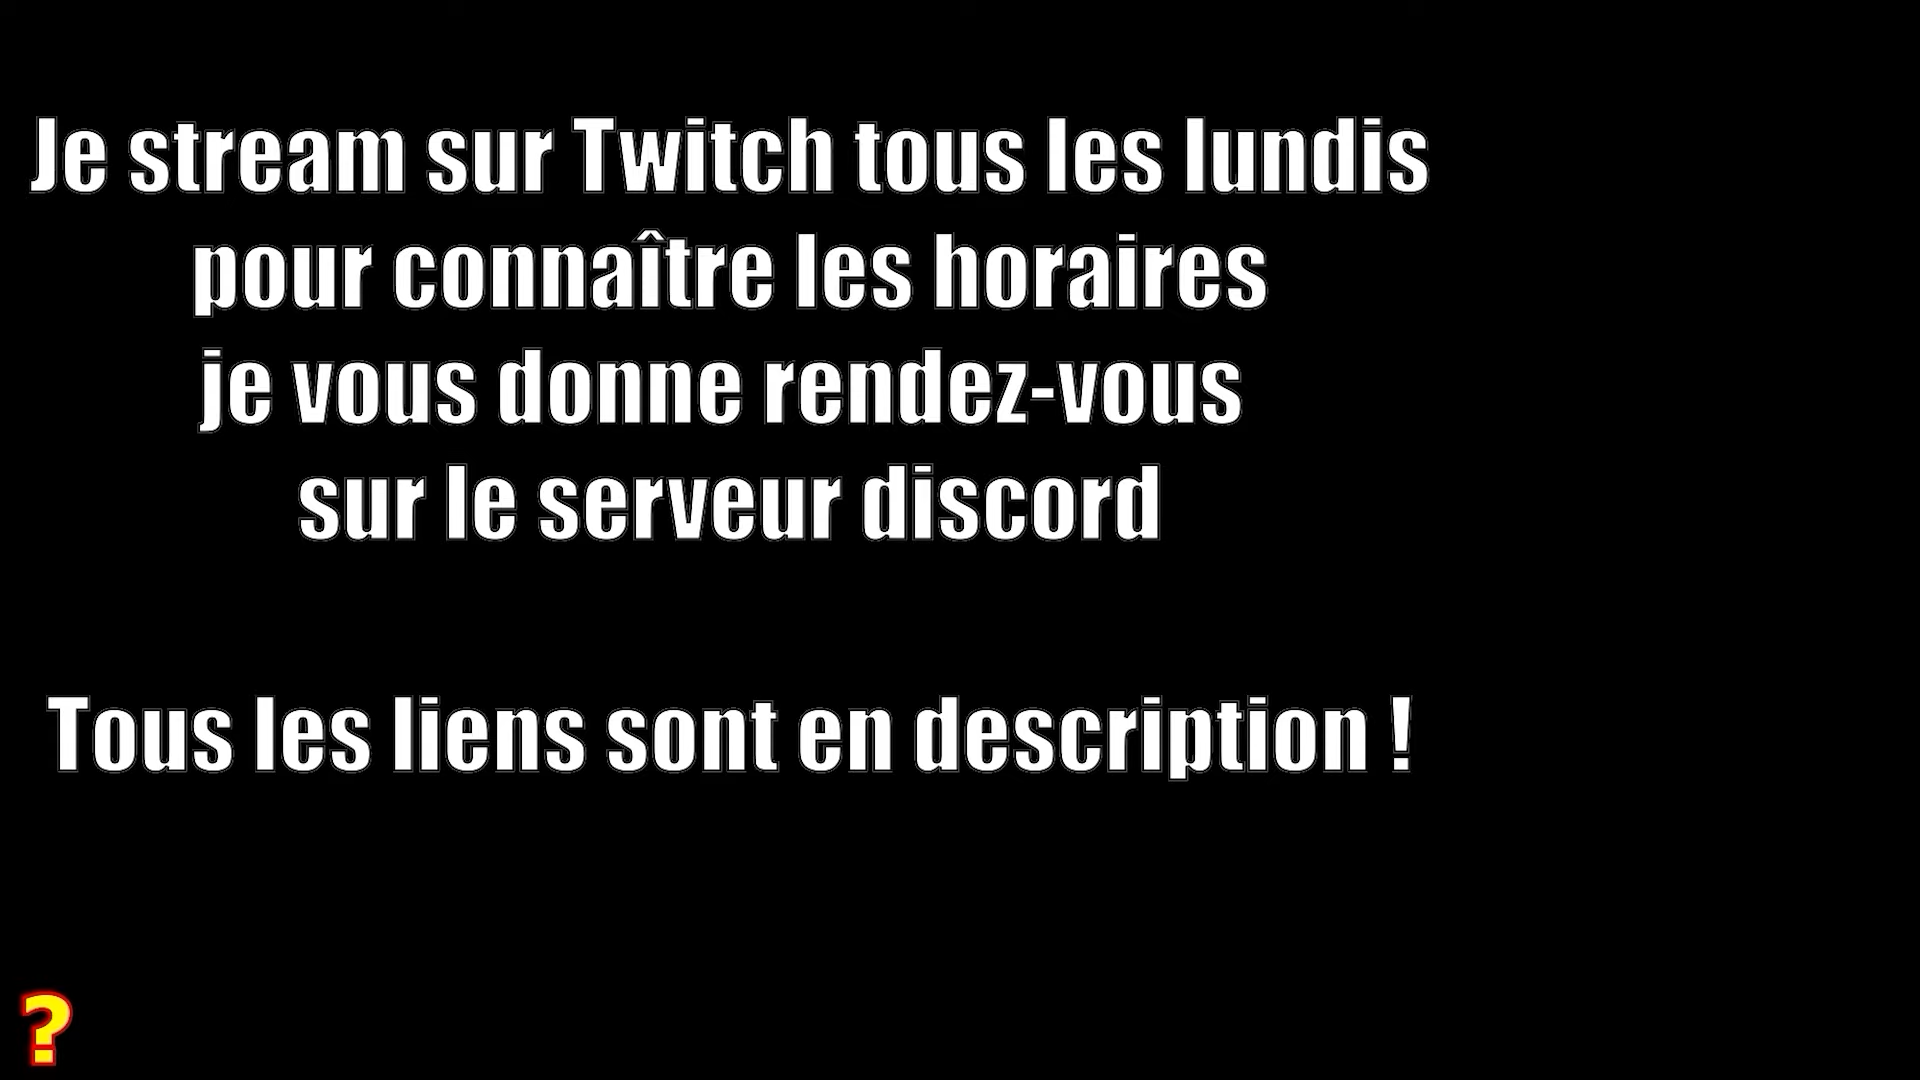 Je stream sur Twitch tous les lundis
pour connaître les horaires
je vous donne rendez-vous
sur le serveur discord
Tous les liens sont en description !
?